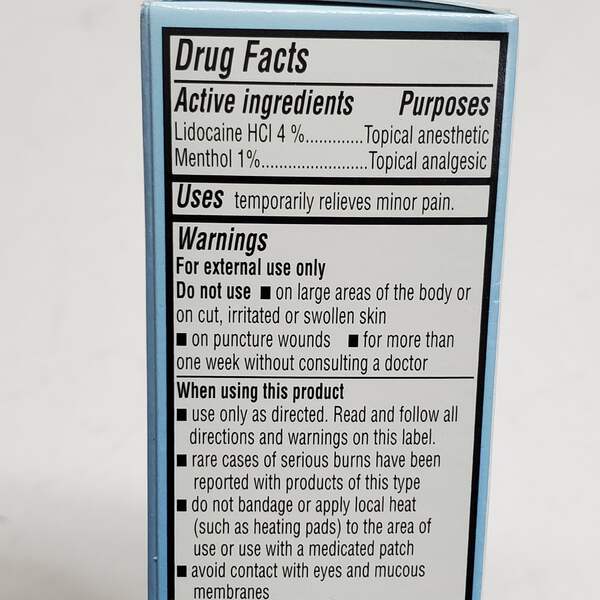 Drug Facts
Active ingredients Purposes
Lidocaine HCl 4 %.............Topical anesthetic
Menthol 1%........................Topical analgesic
Uses temporarily relieves minor pain.
Warnings
For external use only
Do not use ■ on large areas of the body or
on cut, irritated or swollen skin
■ on puncture wounds ■ for more than
one week without consulting a doctor
When using this product
■ use only as directed. Read and follow all
directions and warnings on this label.
■ rare cases of serious burns have been
reported with products of this type
■ do not bandage or apply local heat
(such as heating pads) to the area of
use or use with a medicated patch
■ avoid contact with eyes and mucous
membranes